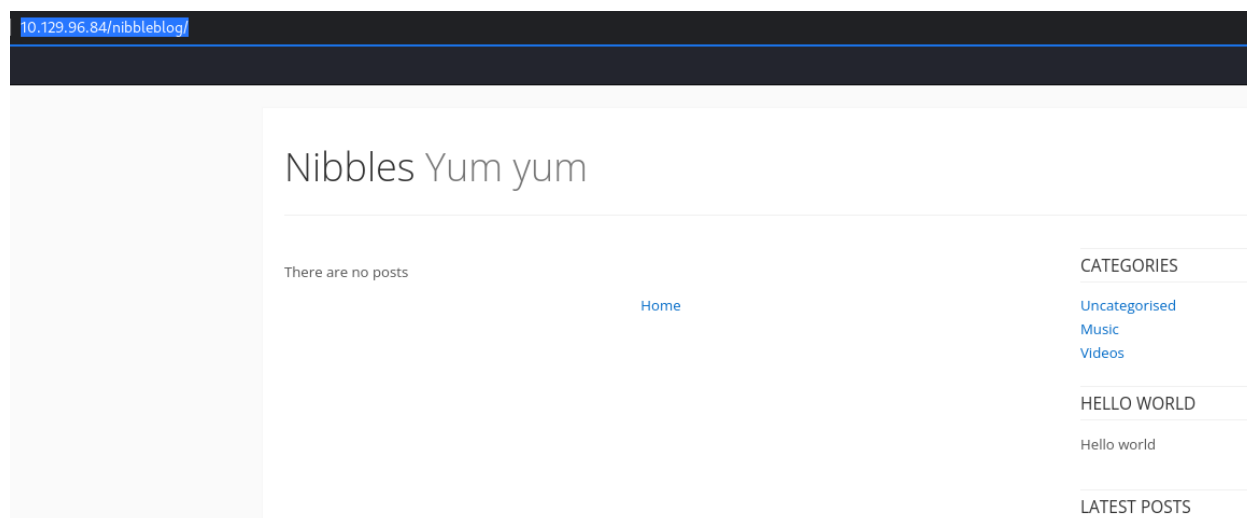 10.129.96.84/nibbleblog/
Nibbles Yum yum
There are no posts
Home
CATEGORIES
Uncategorised
Music
Videos
HELLO WORLD
Hello world
LATEST POSTS